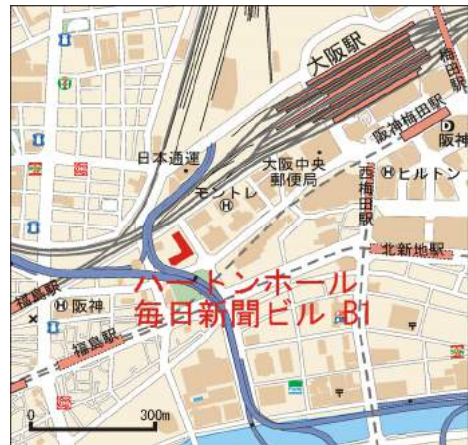 大阪駅
梅田駅
阪神梅田駅
D
阪神
日本通運
大阪中央
郵便局
Ⓗヒルトン
モントレ
Ⓗ
西梅田駅
北新地駅
ハートンホール
毎日新聞ビル B1
福島駅
Ⓗ阪神
福島駅
0 300m